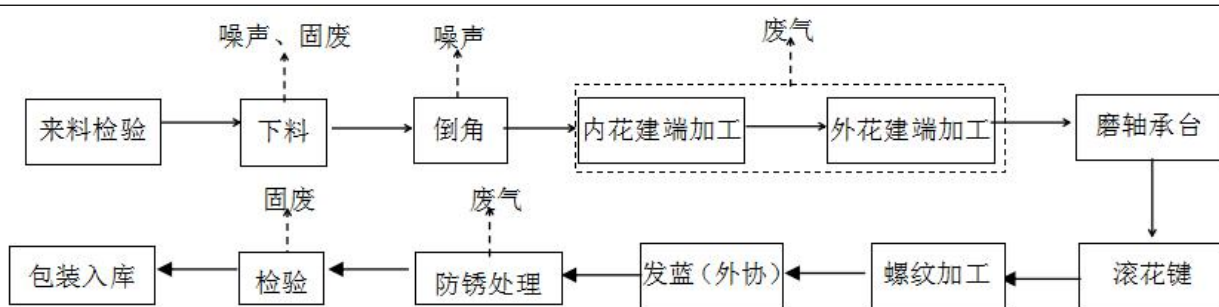 噪声、固废
噪声
废气
来料检验
下料
倒角
内花建端加工
外花建端加工
磨轴承台
固废
废气
包装入库
检验
防锈处理
发蓝(外协)
螺纹加工
滚花键